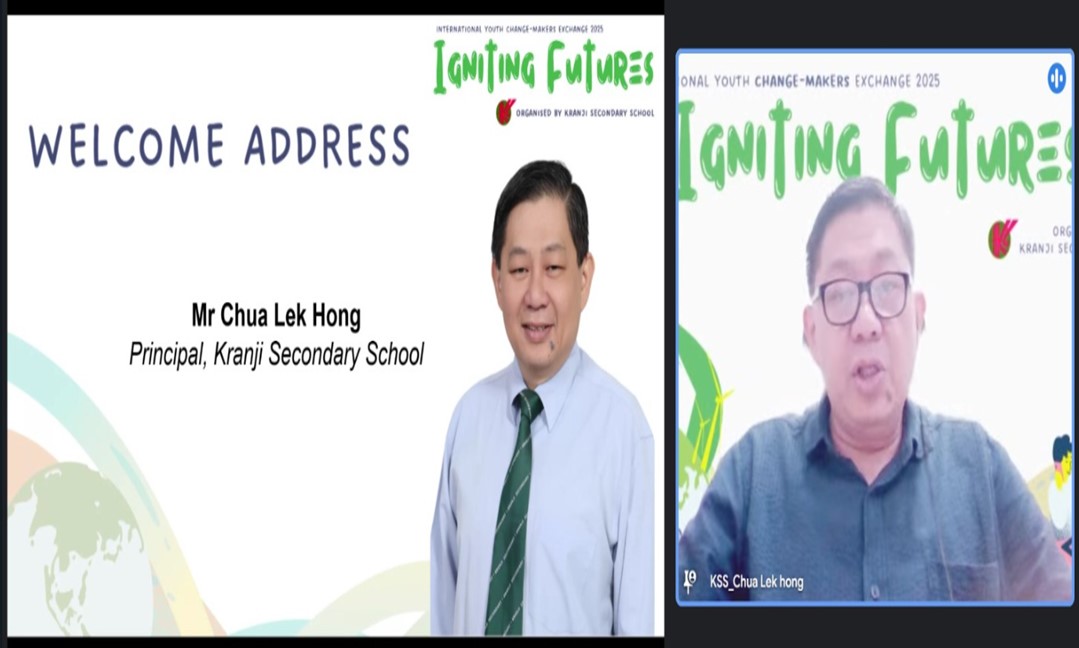 INTERNATIONAL YOUTH CHANGE-MAKERS EXCHANGE 2025
IGNITING FUTURES
ORGANISED BY KRANJI SECONDARY SCHOOL
WELCOME ADDRESS
Mr Chua Lek Hong
Principal, Kranji Secondary School
ONAL YOUTH CHANGE-MAKERS EXCHANGE 2025
IGNITING FUTURES
ORG
KRANJI SEC
KSS_Chua Lek hong